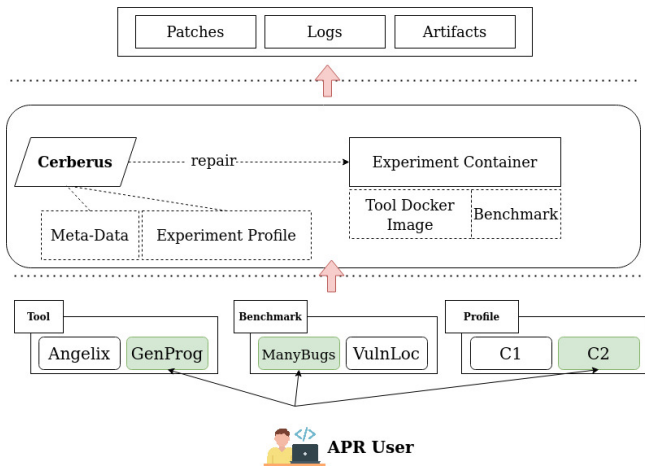 Patches
Logs
Artifacts
Cerberus
repair
Experiment Container
Tool Docker
Image
Benchmark
Meta-Data
Experiment Profile
Tool
Angelix
GenProg
Benchmark
ManyBugs
VulnLoc
Profile
C1
C2
</>
APR User